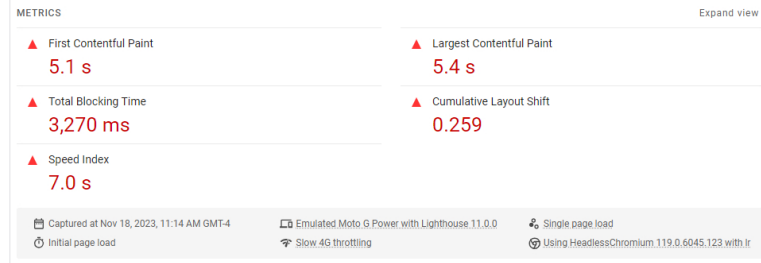 METRICS
Expand view
First Contentful Paint
5.1 s
Largest Contentful Paint
5.4 s
Total Blocking Time
3,270 ms
Cumulative Layout Shift
0.259
Speed Index
7.0 s
Captured at Nov 18, 2023, 11:14 AM GMT-4
Emulated Moto G Power with Lighthouse 11.0.0
Single page load
Initial page load
Slow 4G throttling
Using HeadlessChromium 119.0.6045.123 with lr